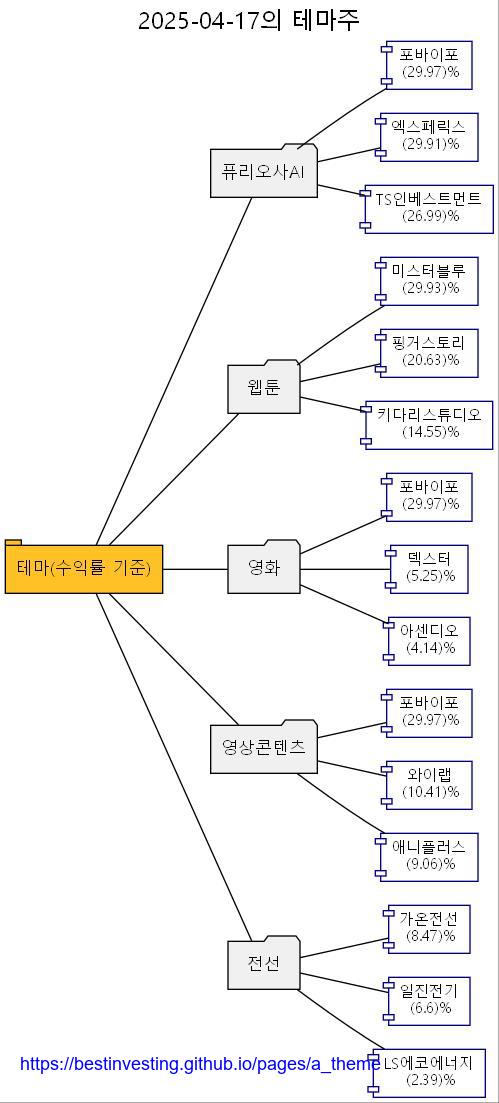 2025-04-17의 테마주
포바이포
(29.97)%
엑스페릭스
(29.91)%
퓨리오사AI
TS인베스트먼트
(26.99)%
미스터블루
(29.93)%
핑거스토리
(20.63)%
웹툰
키다리스튜디오
(14.55)%
포바이포
(29.97)%
테마(수익률 기준)
영화
덱스터
(5.25)%
아센디오
(4.14)%
포바이포
(29.97)%
영상콘텐츠
와이랩
(10.41)%
애니플러스
(9.06)%
가온전선
(8.47)%
전선
일진전기
(6.6)%
LS에코에너지
(2.39)%
https://bestinvesting.github.io/pages/a_theme